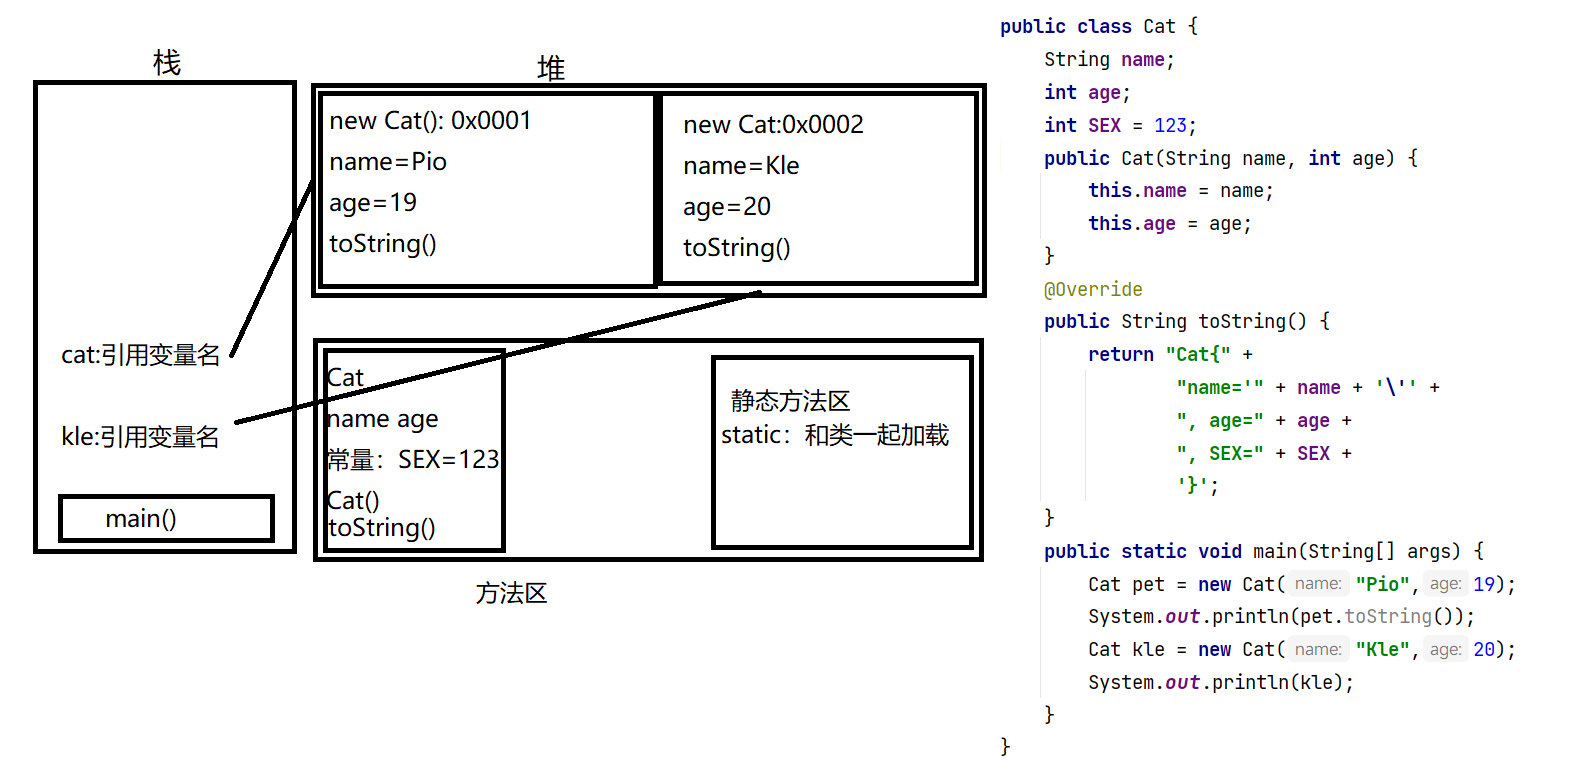 栈
堆
new Cat(): 0x0001
name=Pio
age=19
toString()
new Cat:0x0002
name=Kle
age=20
toString()
cat:引用变量名
kle:引用变量名
main()
Cat
name age
常量：SEX=123
Cat()
toString()
静态方法区
static：和类一起加载
方法区
public class Cat {
String name;
int age;
int SEX = 123;
public Cat(String name, int age) {
this.name = name;
this.age = age;
}
@Override
public String toString() {
return "Cat{" +
"name='" + name + '\'' +
", age=" + age +
", SEX=" + SEX +
'}';
}
public static void main(String[] args) {
Cat pet = new Cat( name: "Pio", age: 19);
System.out.println(pet.toString());
Cat kle = new Cat( name: "Kle", age: 20);
System.out.println(kle);
}
}